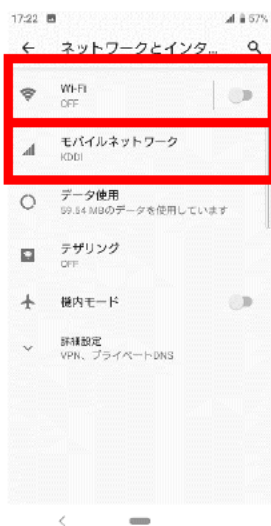 17:22 57%
ネットワークとインタ...
Wi-Fi
OFF
モバイルネットワーク
KDDI
データ使用
59.54 MBのデータを使用しています
テザリング
OFF
機内モード
詳細設定
VPN、プライベートDNS